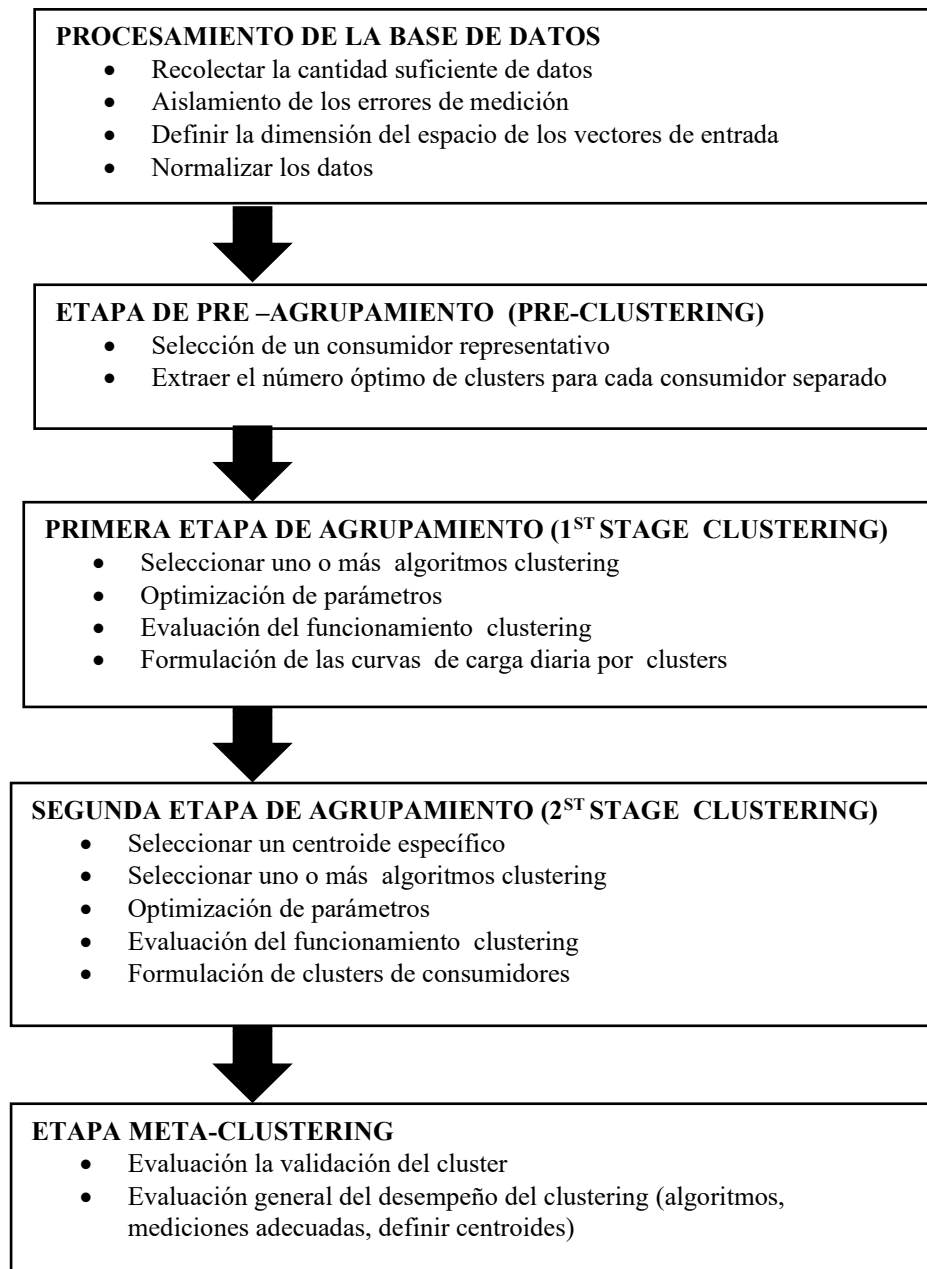 PROCESAMIENTO DE LA BASE DE DATOS
• Recolectar la cantidad suficiente de datos
• Aislamiento de los errores de medición
• Definir la dimensión del espacio de los vectores de entrada
• Normalizar los datos
ETAPA DE PRE –AGRUPAMIENTO (PRE-CLUSTERING)
• Selección de un consumidor representativo
• Extraer el número óptimo de clusters para cada consumidor separado
PRIMERA ETAPA DE AGRUPAMIENTO (1ST STAGE CLUSTERING)
• Seleccionar uno o más algoritmos clustering
• Optimización de parámetros
• Evaluación del funcionamiento clustering
• Formulación de las curvas de carga diaria por clusters
SEGUNDA ETAPA DE AGRUPAMIENTO (2ST STAGE CLUSTERING)
• Seleccionar un centroide específico
• Seleccionar uno o más algoritmos clustering
• Optimización de parámetros
• Evaluación del funcionamiento clustering
• Formulación de clusters de consumidores
ETAPA META-CLUSTERING
• Evaluación la validación del cluster
• Evaluación general del desempeño del clustering (algoritmos,
mediciones adecuadas, definir centroides)